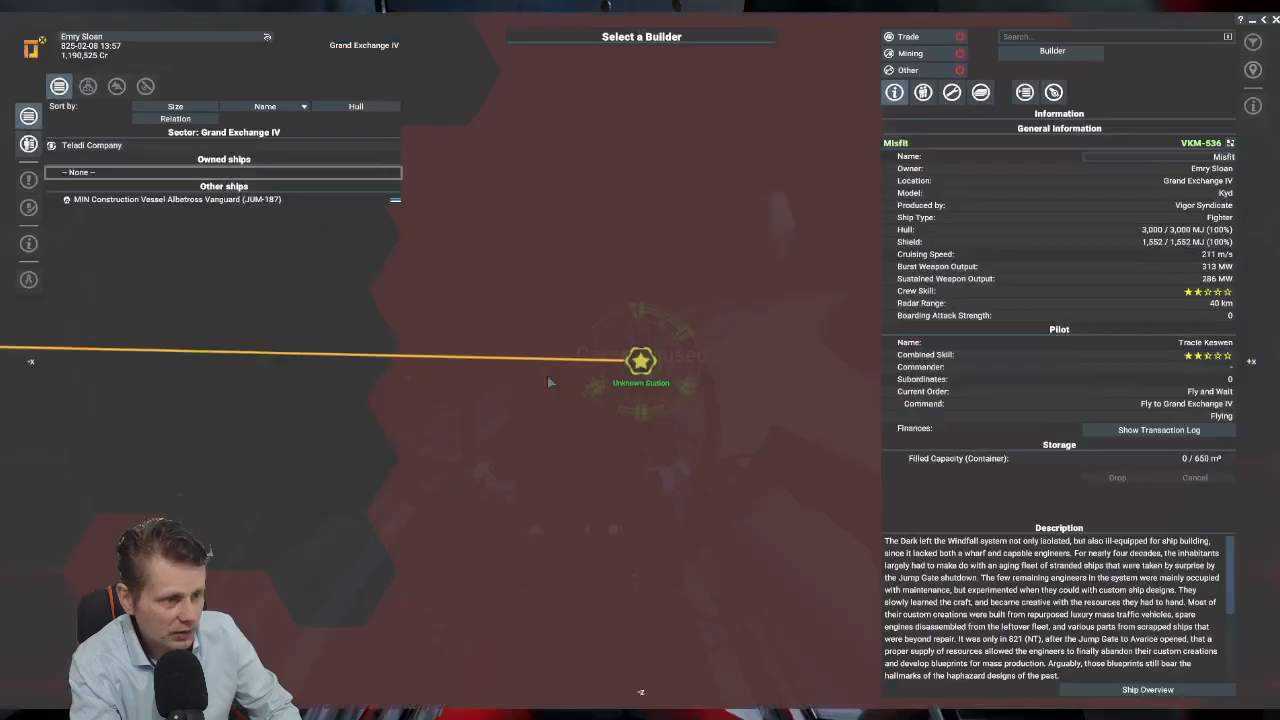 Emry Sloan
825-02-08 13:57
1,190,525 Cr
Grand Exchange IV
Sort by:
Size
Name
Hull
Relation
Sector: Grand Exchange IV
Teladi Company
Owned ships
-- None --
Other ships
MIN Construction Vessel Albatross Vanguard (JUM-187)
Select a Builder
-x
Unknown Station
+x
-z
?
Trade
Mining
Other
Search...
Builder
Information
General Information
Misfit VKM-536
Name: Misfit
Owner: Emry Sloan
Location: Grand Exchange IV
Model: Kyd
Produced by: Vigor Syndicate
Ship Type: Fighter
Hull: 3,000 / 3,000 MJ (100%)
Shield: 1,552 / 1,552 MJ (100%)
Cruising Speed: 211 m/s
Burst Weapon Output: 313 MW
Sustained Weapon Output: 286 MW
Crew Skill:
Radar Range: 40 km
Boarding Attack Strength: 0
Pilot
Name: Tracie Keswen
Combined Skill:
Commander: -
Subordinates: 0
Current Order: Fly and Wait
Command: Fly to Grand Exchange IV
Flying
Finances: Show Transaction Log
Storage
Filled Capacity (Container): 0 / 650 m³
Drop Cancel
Description
The Dark left the Windfall system not only isolated, but also ill-equipped for ship building,
since it lacked both a wharf and capable engineers. For nearly four decades, the inhabitants
largely had to make do with an aging fleet of stranded ships that were taken by surprise by
the Jump Gate shutdown. The few remaining engineers in the system were mainly occupied
with maintenance, but experimented when they could with custom ship designs. They
slowly learned the craft, and became creative with the resources they had to hand. Most of
their custom creations were built from repurposed luxury mass traffic vehicles, spare
engines disassembled from the leftover fleet, and various parts from scrapped ships that
were beyond repair. It was only in 821 (NT), after the Jump Gate to Avarice opened, that a
proper supply of resources allowed the engineers to finally abandon their custom creations
and develop blueprints for mass production. Arguably, those blueprints still bear the
hallmarks of the haphazard designs of the past.
Ship Overview